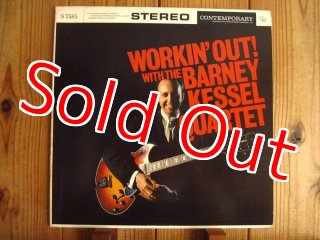 S 7585
STEREO
CONTEMPORARY
WORKIN' OUT!
WITH THE BARNEY
KESSEL
QUARTET
Sold Out